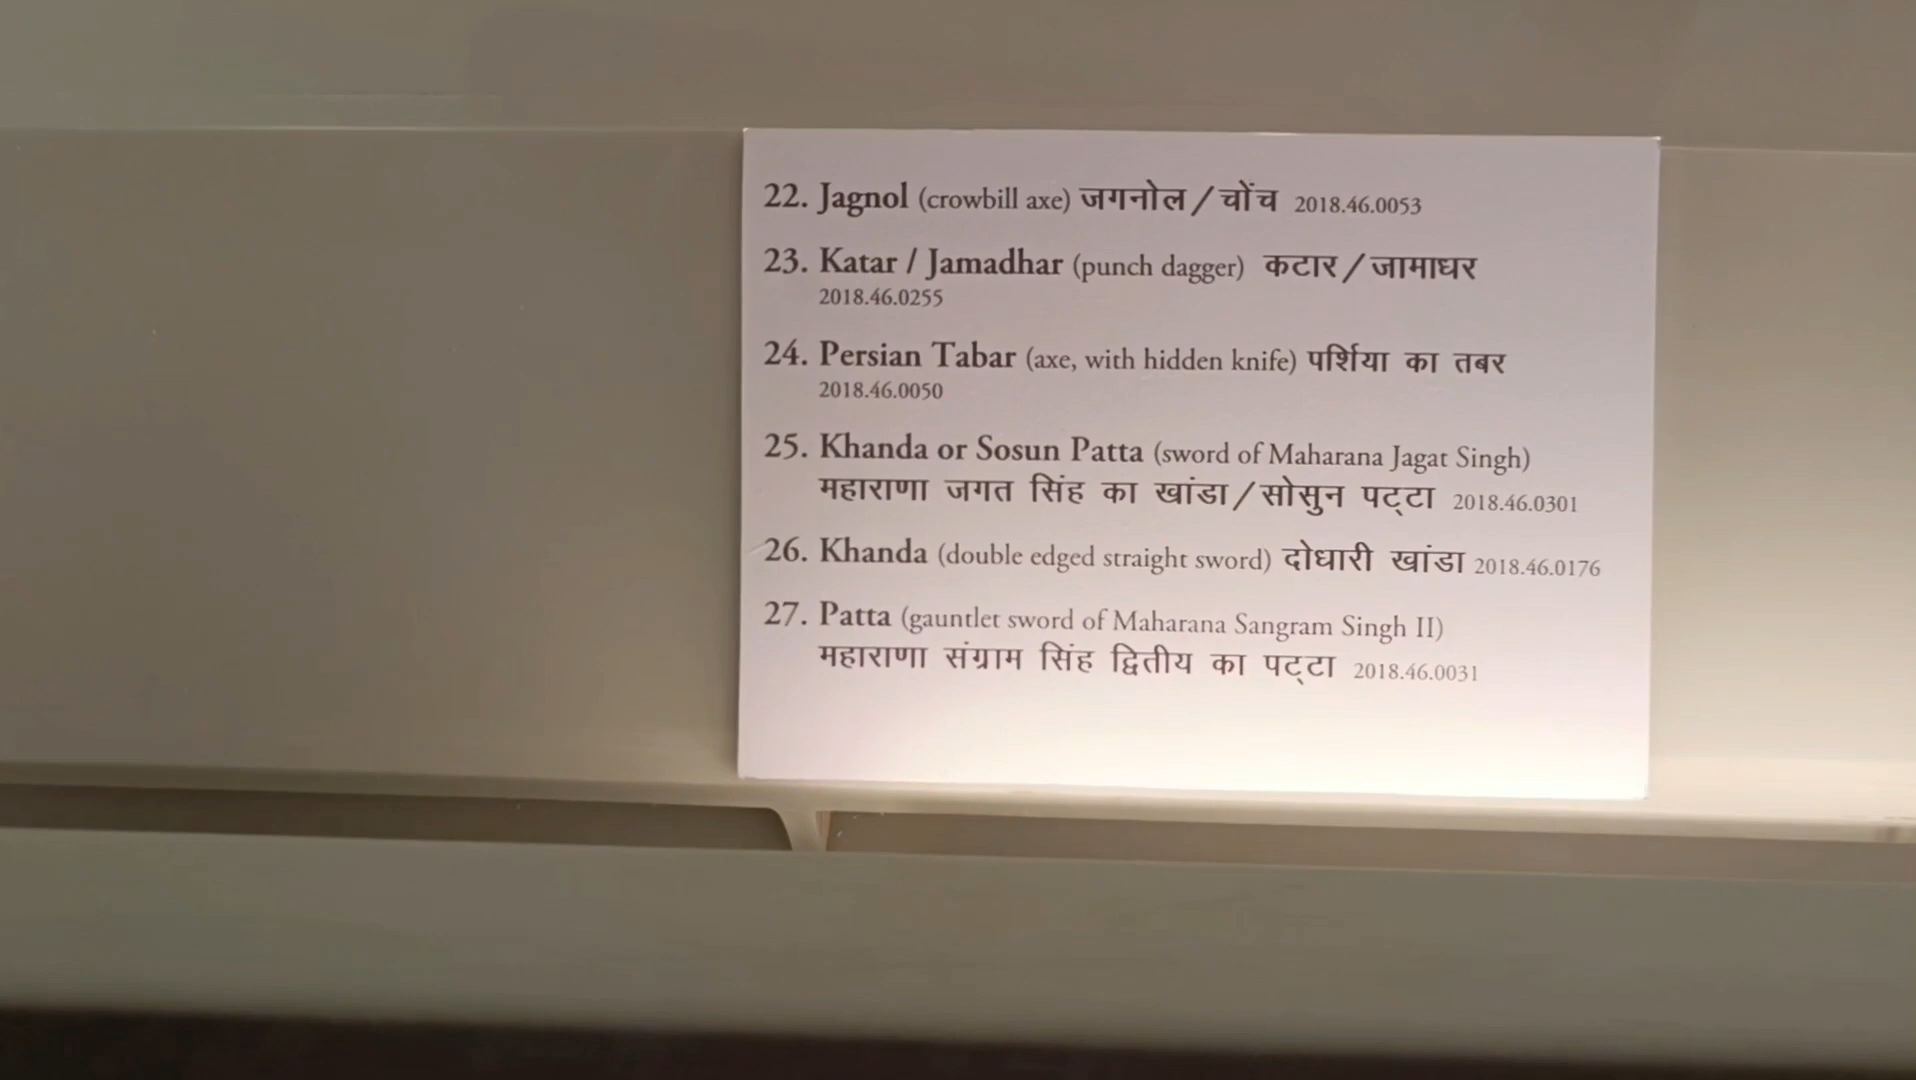 22. Jagnol (crowbill axe) जगनोल / चोंच 2018.46.0053
23. Katar / Jamadhar (punch dagger) कटार / जामाधर
2018.46.0255
24. Persian Tabar (axe, with hidden knife) पर्शिया का तबर
2018.46.0050
25. Khanda or Sosun Patta (sword of Maharana Jagat Singh)
महाराणा जगत सिंह का खांडा / सोसुन पट्‌टा 2018.46.0301
26. Khanda (double edged straight sword) दोधारी खांडा 2018.46.0176
27. Patta (gauntlet sword of Maharana Sangram Singh II)
महाराणा संग्राम सिंह द्वितीय का पट्‌टा 2018.46.0031